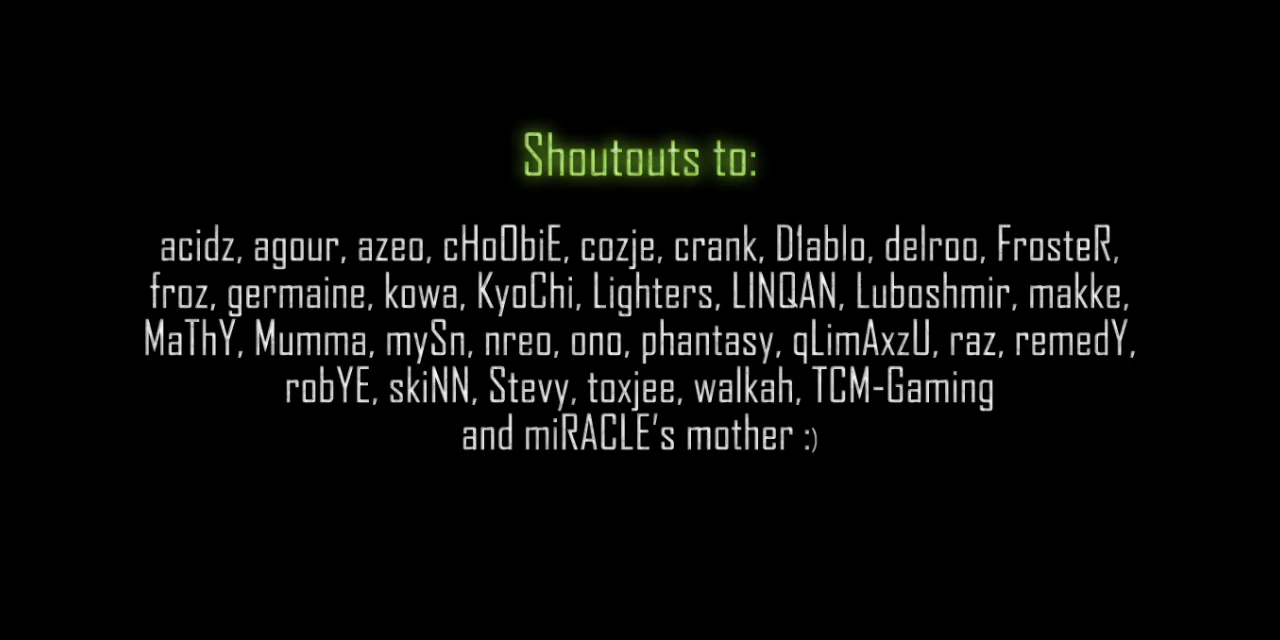 Shoutouts to:
acidz, agour, azeo, cHoObiE, cozje, crank, D1ablo, delroo, FrosteR,
froz, germaine, kowa, KyoChi, Lighters, LINQAN, Luboshmir, makke,
MaThY, Mumma, mySn, nreo, ono, phantasy, qLimAxzU, raz, remedY,
robYE, skiNN, Stevy, toxjee, walkah, TCM-Gaming
and miRACLE's mother :)